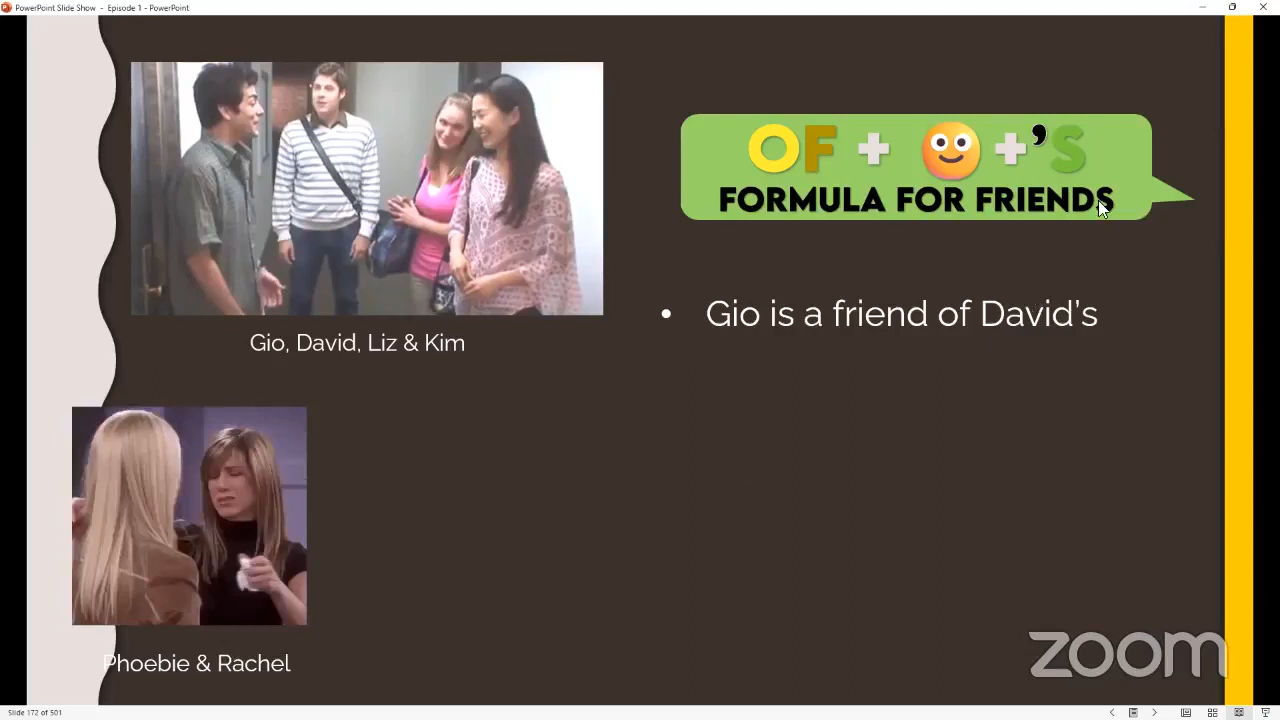 PowerPoint Slide Show - Episode 1 - PowerPoint
OF + + 'S
FORMULA FOR FRIENDS
Gio, David, Liz & Kim
• Gio is a friend of David's
Phoebie & Rachel
zoom
Slide 172 of 501